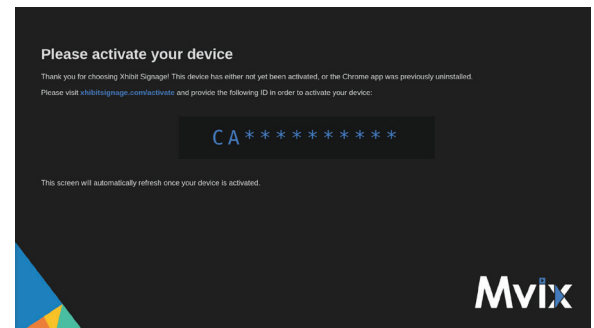 Please activate your device
Thank you for choosing Xhibit Signage! This device has either not yet been activated, or the Chrome app was previously uninstalled.
Please visit xhibitsignage.com/activate and provide the following ID in order to activate your device:
CA**********
This screen will automatically refresh once your device is activated.
Mvix